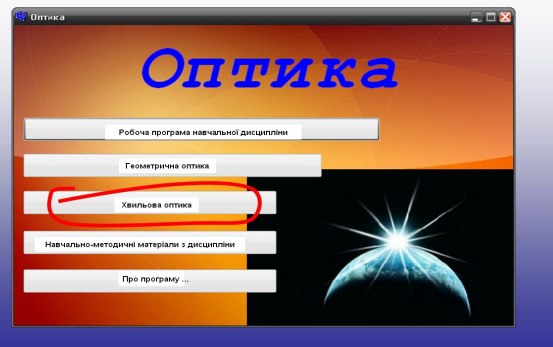 Оптика
Оптика
Робоча програма навчальної дисципліни
Геометрична оптика
Хвильова оптика
Навчально-методичні матеріали з дисципліни
Про програму ...